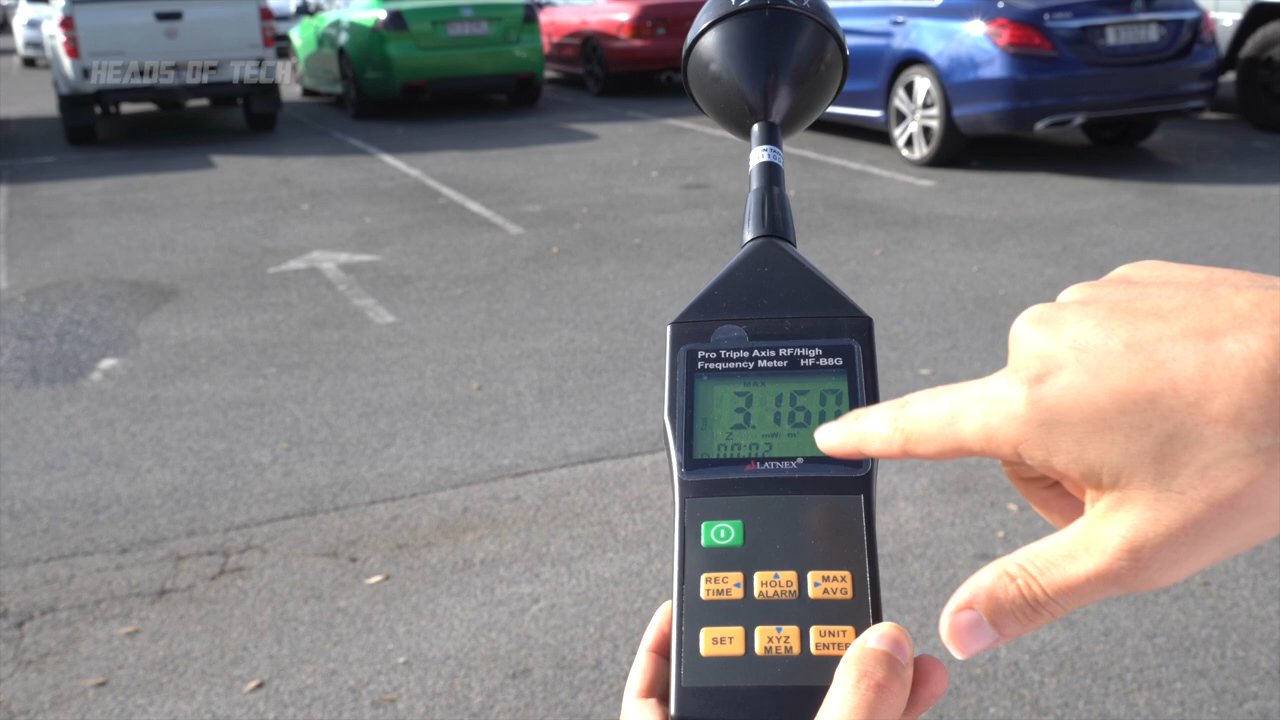 HEADS OF TECH
Pro Triple Axis RF/High
Frequency Meter HF-B8G
MAX
3.160
Z mW/m²
00:02
LATNEX®
REC
TIME
HOLD
ALARM
MAX
AVG
SET
XYZ
MEM
UNIT
ENTER